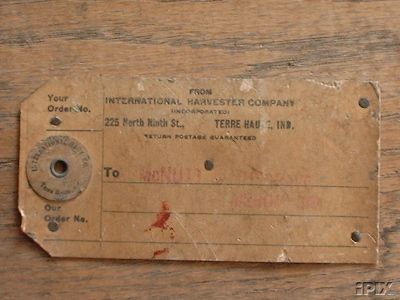 Your
Order No.
FROM
INTERNATIONAL HARVESTER COMPANY
(INCORPORATED)
225 North Ninth St., TERRE HAUTE, IND.
RETURN POSTAGE GUARANTEED
To
Our
Order No.
iPIX